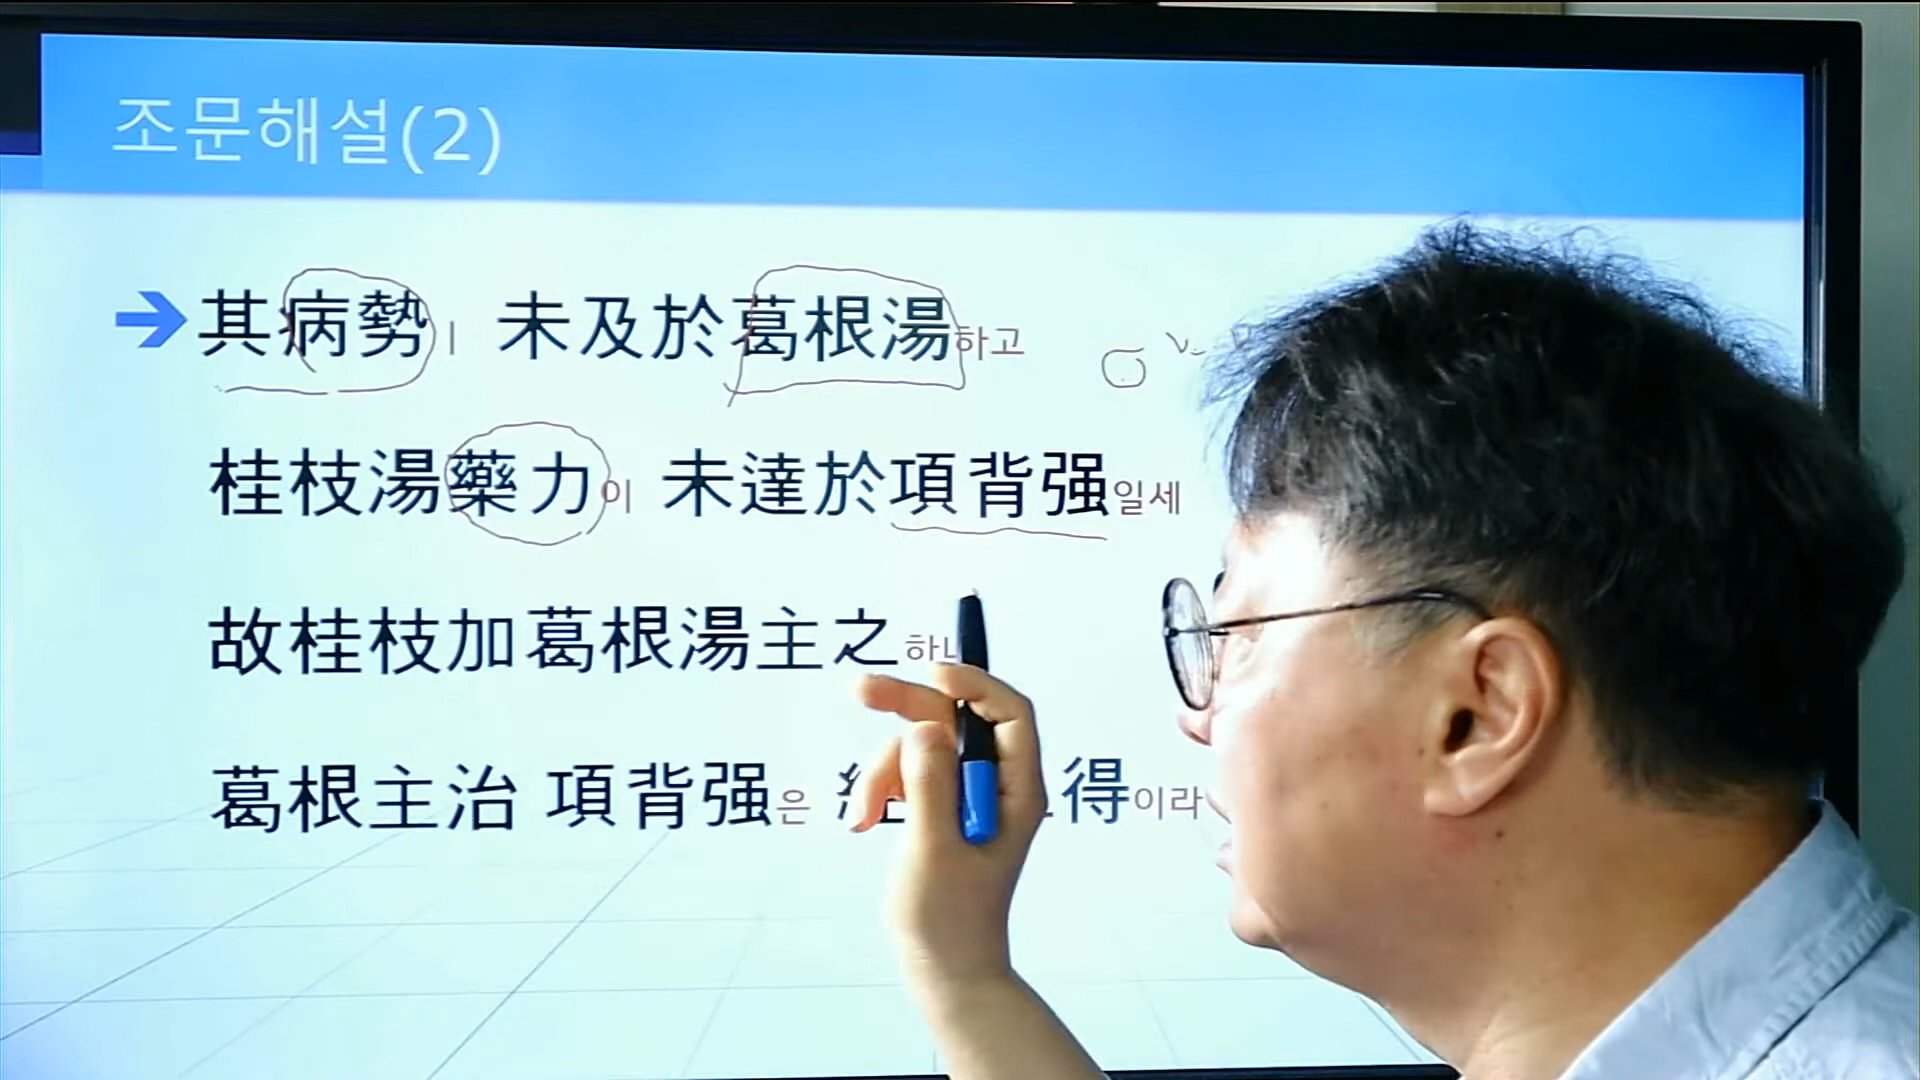 조문해설(2)
其病勢ㅣ 未及於葛根湯하고
桂枝湯藥力이 未達於項背强일세
故桂枝加葛根湯主之하니
葛根主治 項背强은 得이라